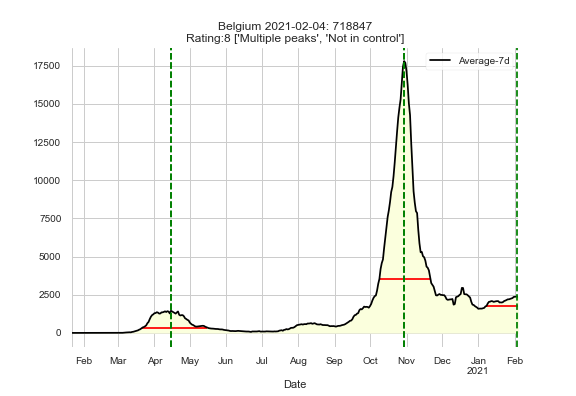 Belgium 2021-02-04: 718847
Rating:8 ['Multiple peaks', 'Not in control']
Average-7d
17500
15000
12500
10000
7500
5000
2500
0
Feb Mar Apr May Jun Jul Aug Sep Oct Nov Dec Jan Feb
2021
Date